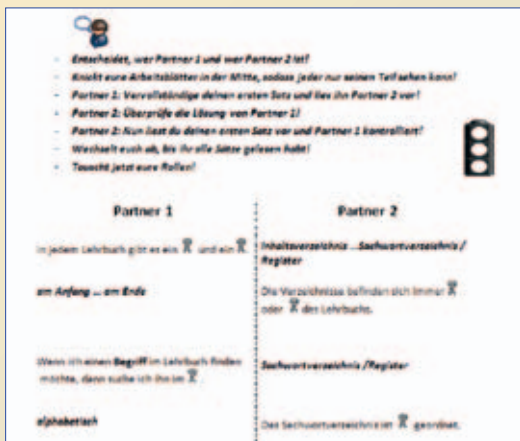 - Entscheidet, wer Partner 1 und wer Partner 2 ist!
- Knickt eure Arbeitsblätter in der Mitte, sodass jeder nur seinen Teil sehen kann!
- Partner 1: Vervollständige deinen ersten Satz und lies ihn Partner 2 vor!
- Partner 2: Überprüfe die Lösung von Partner 1!
- Partner 2: Nun liest du deinen ersten Satz vor und Partner 1 kontrolliert!
- Wechselt euch ab, bis ihr alle Sätze gelesen habt!
- Tauscht jetzt eure Rollen!
Partner 1
In jedem Lehrbuch gibt es ein und ein .
am Anfang ... am Ende
Wenn ich einen Begriff im Lehrbuch finden
möchte, dann suche ich ihn im .
alphabetisch
Partner 2
Inhaltsverzeichnis ... Sachwortverzeichnis /
Register
Die Verzeichnisse befinden sich immer
oder des Lehrbuchs.
Sachwortverzeichnis /Register
Das Sachwortverzeichnis ist geordnet.